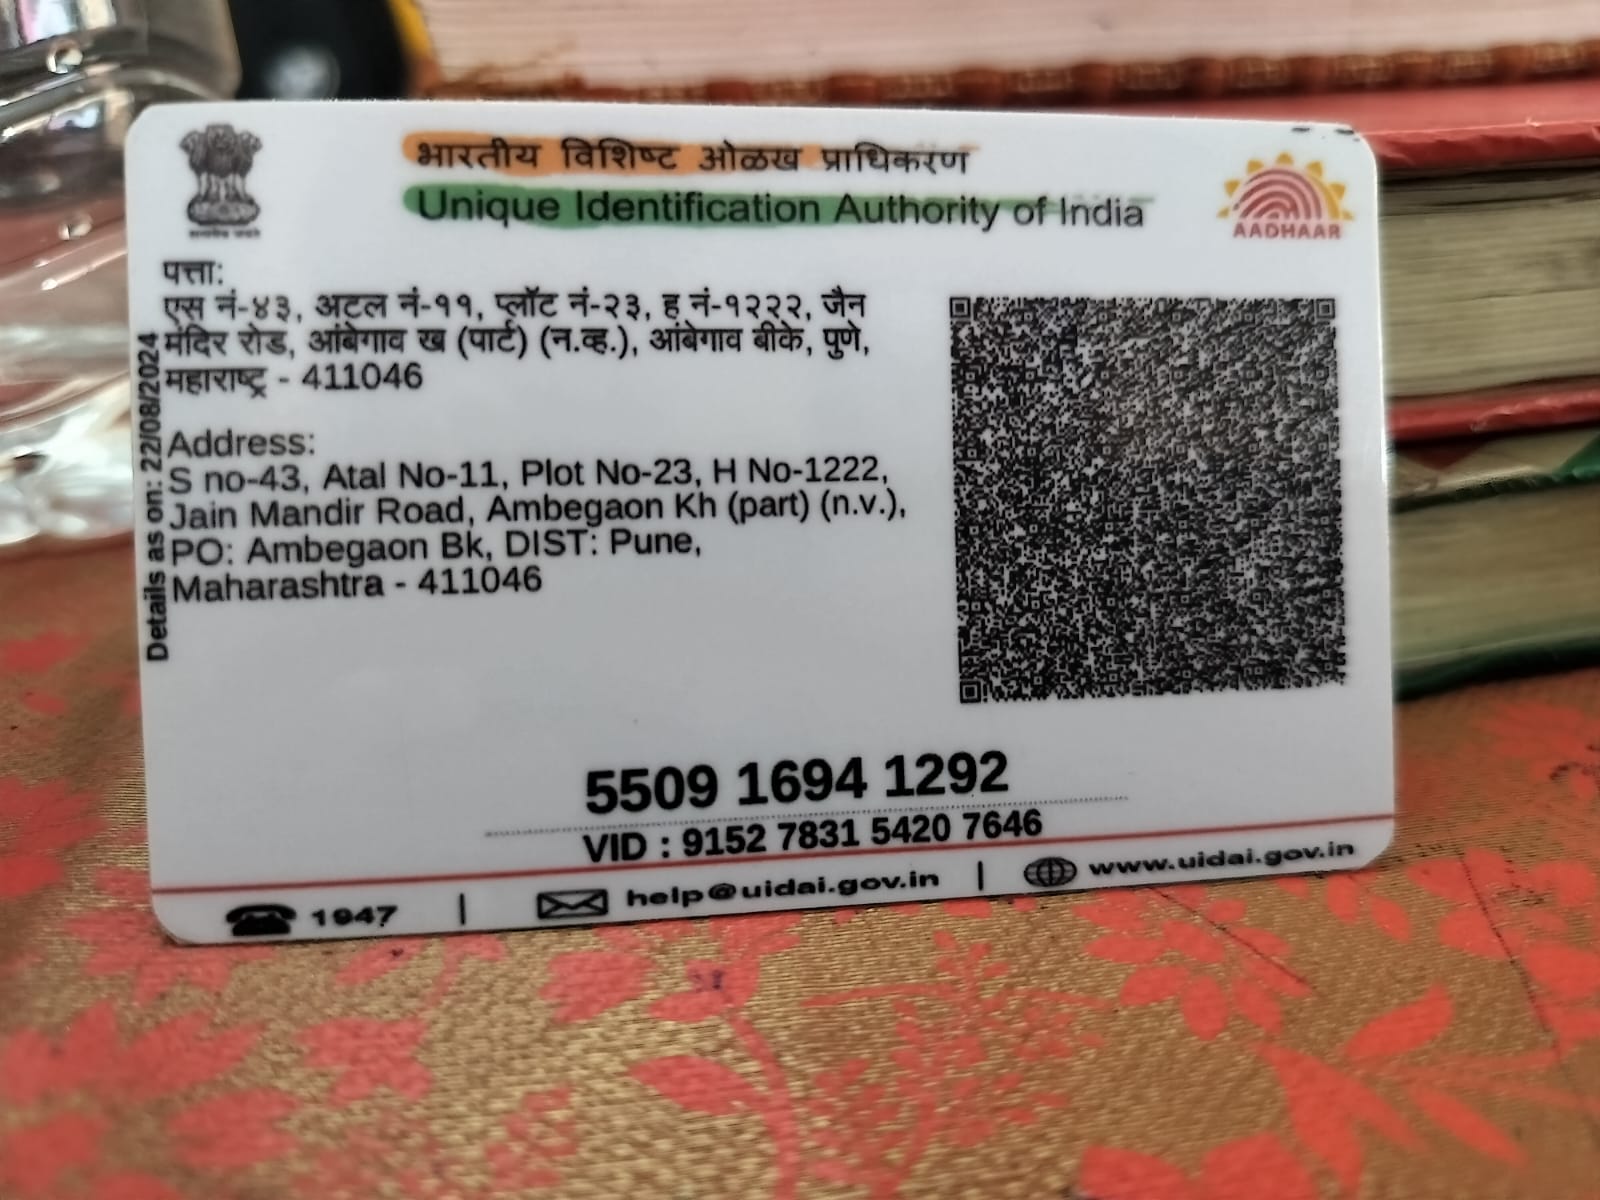 भारतीय विशिष्ट ओळख प्राधिकरण
Unique Identification Authority of India
AADHAAR
पत्ता:
एस नं-४३, अटल नं-११, प्लॉट नं-२३, ह नं-१२२२, जैन
मंदिर रोड, आंबेगाव ख (पार्ट) (न.व्ह.), आंबेगाव बीके, पुणे,
महाराष्ट्र - 411046
Details as on: 22/08/2024
Address:
S no-43, Atal No-11, Plot No-23, H No-1222,
Jain Mandir Road, Ambegaon Kh (part) (n.v.),
PO: Ambegaon Bk, DIST: Pune,
Maharashtra - 411046
5509 1694 1292
VID : 9152 7831 5420 7646
1947 | help@uidai.gov.in | www.uidai.gov.in